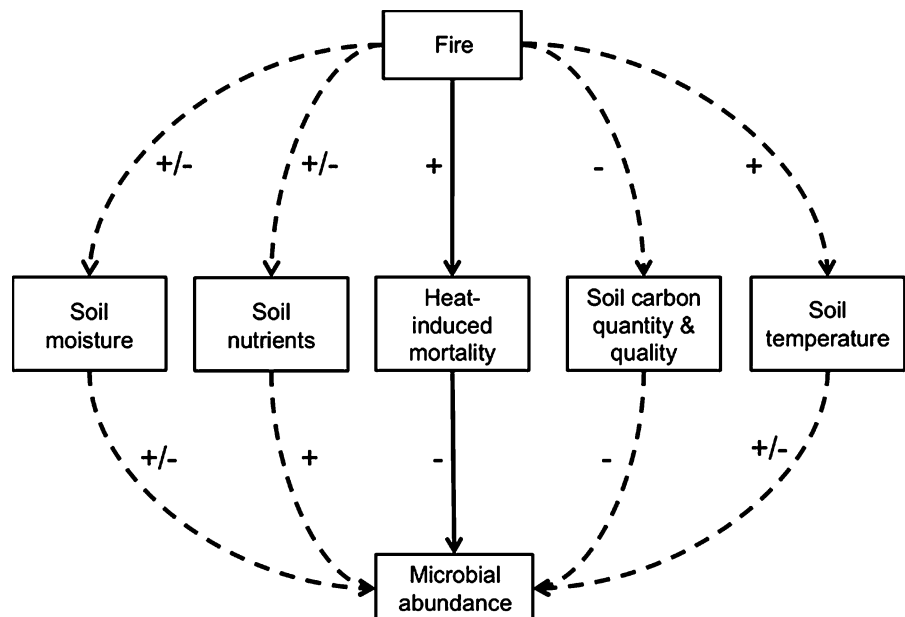 Fire
+/-
+/-
+
-
+
Soil
moisture
Soil
nutrients
Heat-
induced
mortality
Soil carbon
quantity &
quality
Soil
temperature
+/-
+
-
-
+/-
Microbial
abundance